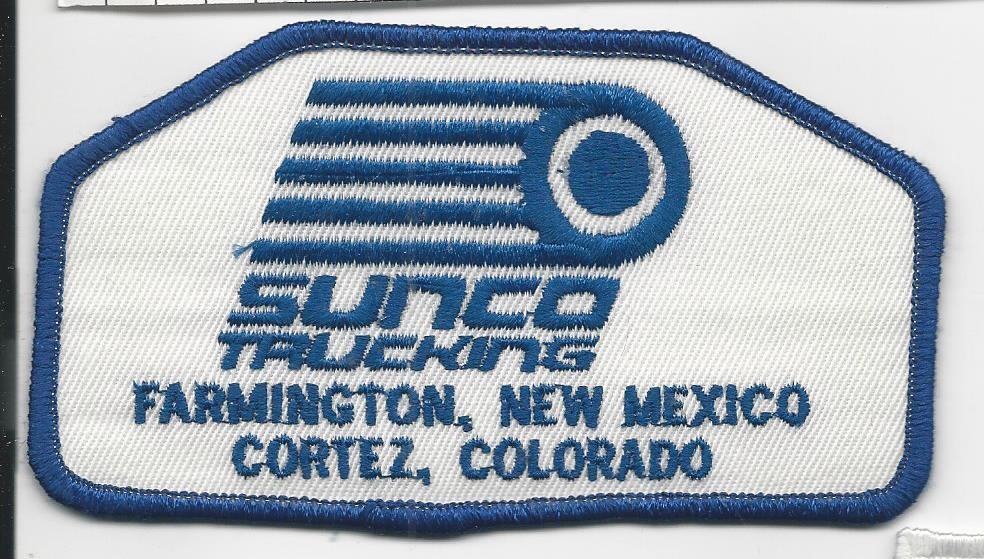 SUNCO
TRUCKING
FARMINGTON, NEW MEXICO
CORTEZ, COLORADO